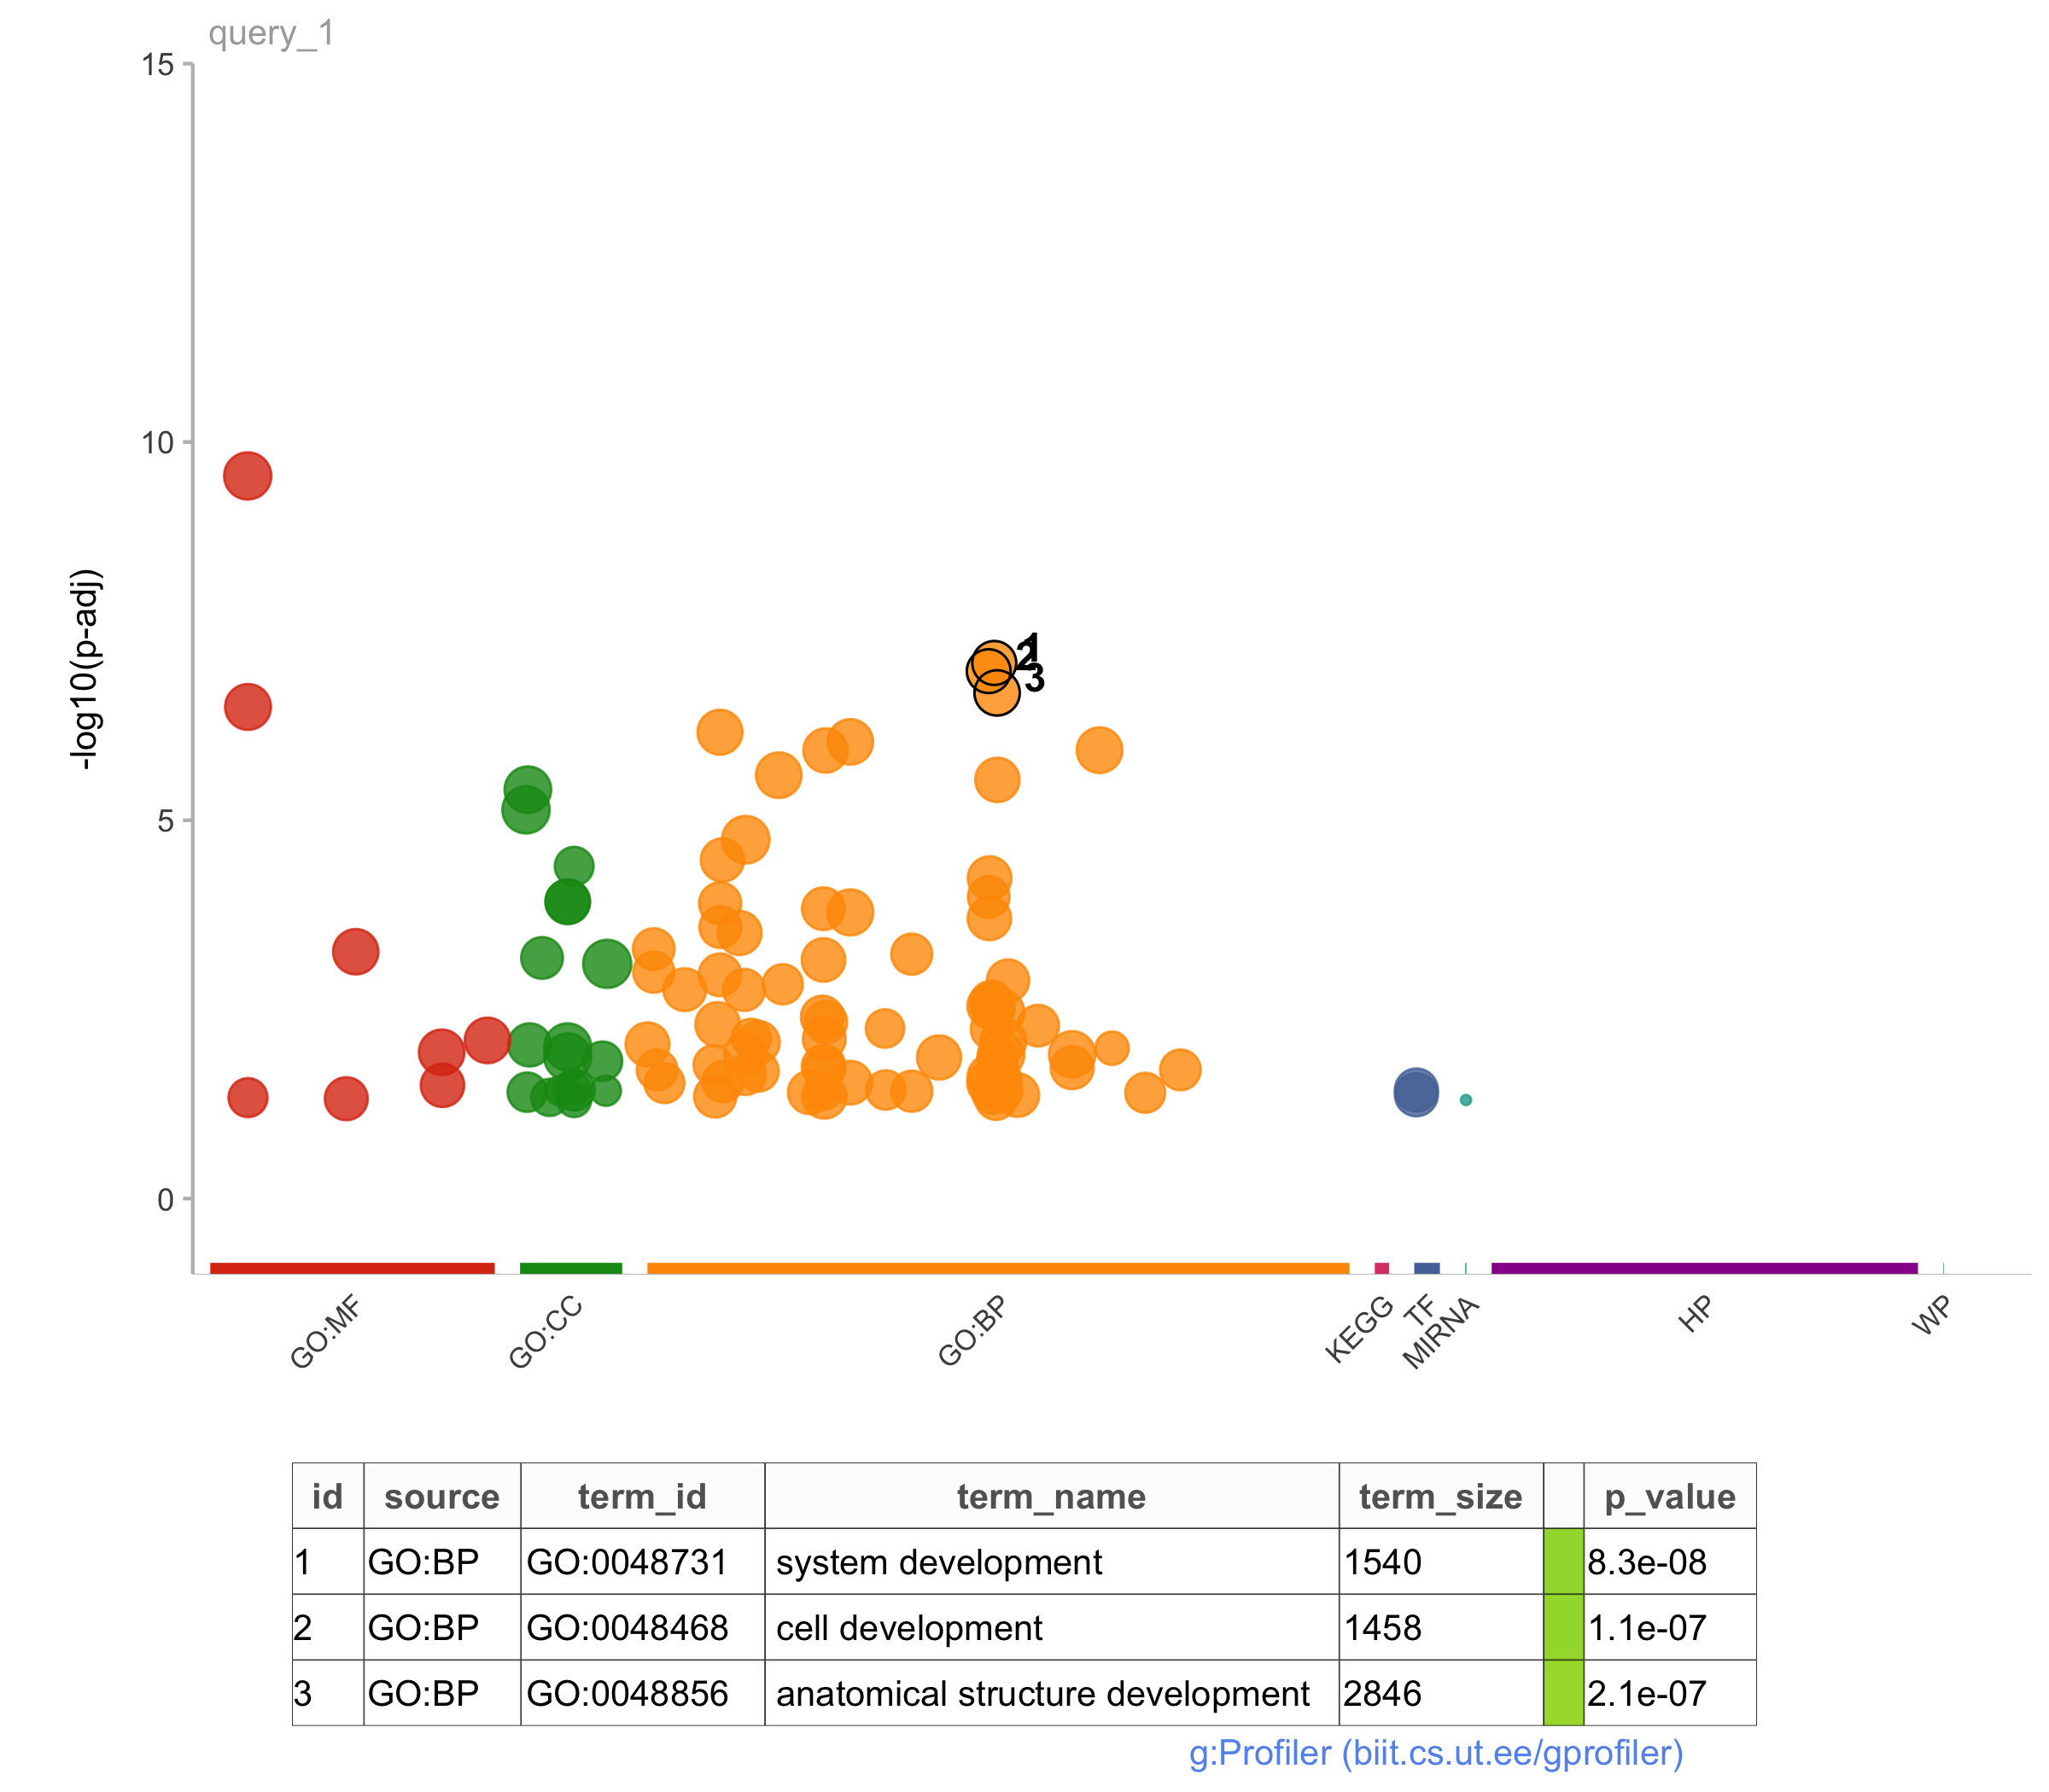 query_1
15
10
5
0
-log10(p-adj)
1
2
3
GO:MF
GO:CC
GO:BP
KEGG
TF
MIRNA
HP
WP
id source term_id term_name term_size p_value
1 GO:BP GO:0048731 system development 1540 8.3e-08
2 GO:BP GO:0048468 cell development 1458 1.1e-07
3 GO:BP GO:0048856 anatomical structure development 2846 2.1e-07
g:Profiler (biit.cs.ut.ee/gprofiler)